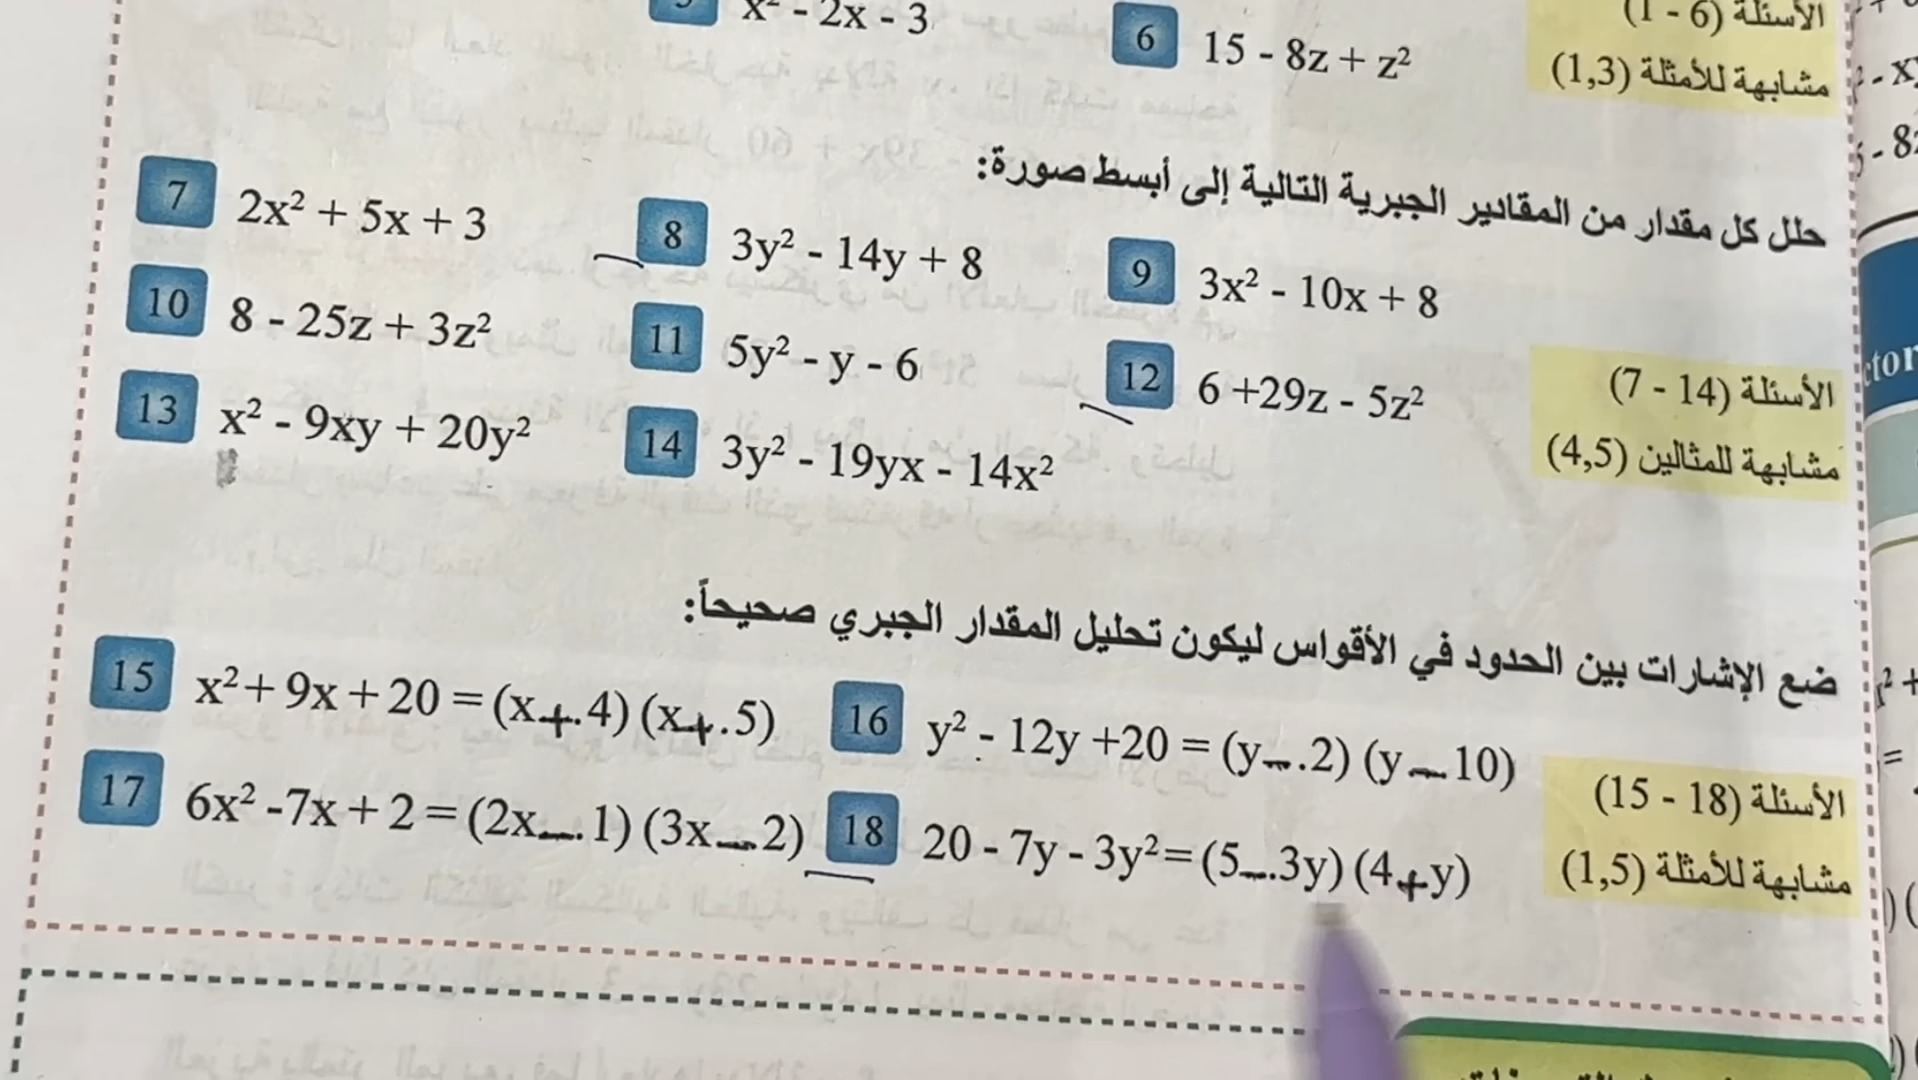 x² - 2x - 3
6 15 - 8z + z²
الأسئلة (6 - 1)
مشابهة للأمثلة (1,3)
حلل كل مقدار من المقادير الجبرية التالية إلى أبسط صورة:
7 2x² + 5x + 3
8 3y² - 14y + 8
9 3x² - 10x + 8
10 8 - 25z + 3z²
11 5y² - y - 6
12 6 +29z - 5z²
الأسئلة (14 - 7)
مشابهة للمثالين (4,5)
13 x² - 9xy + 20y²
14 3y² - 19yx - 14x²
ضع الإشارات بين الحدود في الأقواس ليكون تحليل المقدار الجبري صحيحاً:
15 x² + 9x + 20 = (x+.4) (x+.5)
16 y² - 12y +20 = (y-.2) (y-10)
17 6x² -7x + 2 = (2x-.1) (3x-2)
18 20 - 7y - 3y² = (5-.3y) (4+y)
الأسئلة (18 - 15)
مشابهة للأمثلة (1,5)